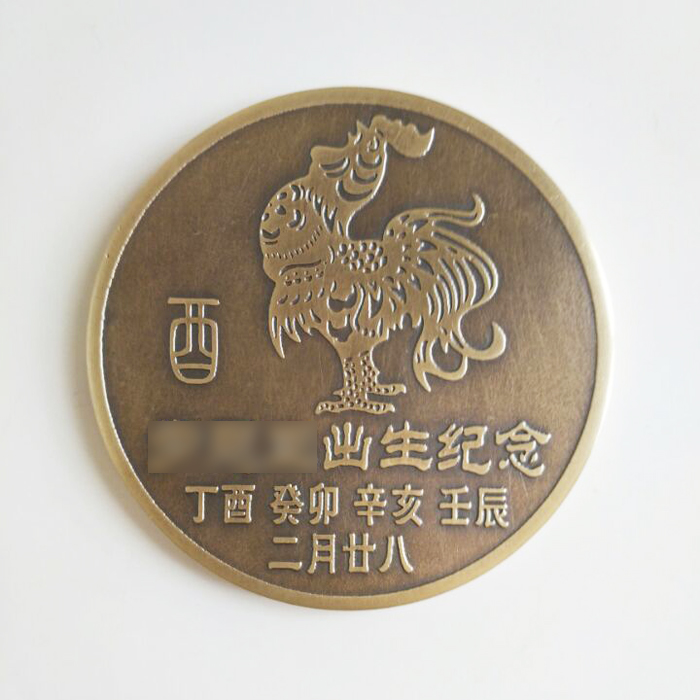 酉
出生纪念
丁酉 癸卯 辛亥 壬辰
二月廿八